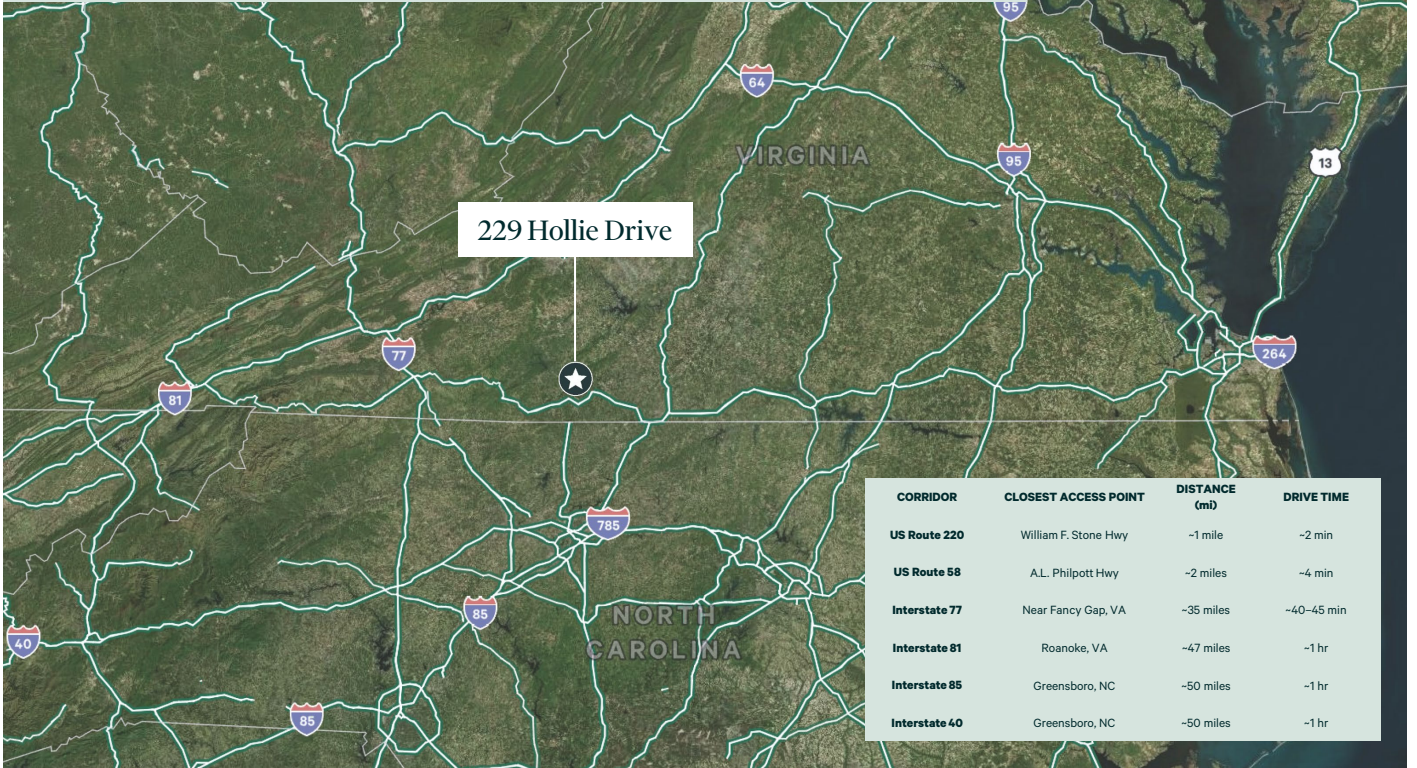 95
64
VIRGINIA
95
13
229 Hollie Drive
77
264
81
785
85
NORTH
CAROLINA
40
85
CORRIDOR CLOSEST ACCESS POINT DISTANCE (mi) DRIVE TIME
US Route 220 William F. Stone Hwy ~1 mile ~2 min
US Route 58 A.L. Philpott Hwy ~2 miles ~4 min
Interstate 77 Near Fancy Gap, VA ~35 miles ~40–45 min
Interstate 81 Roanoke, VA ~47 miles ~1 hr
Interstate 85 Greensboro, NC ~50 miles ~1 hr
Interstate 40 Greensboro, NC ~50 miles ~1 hr